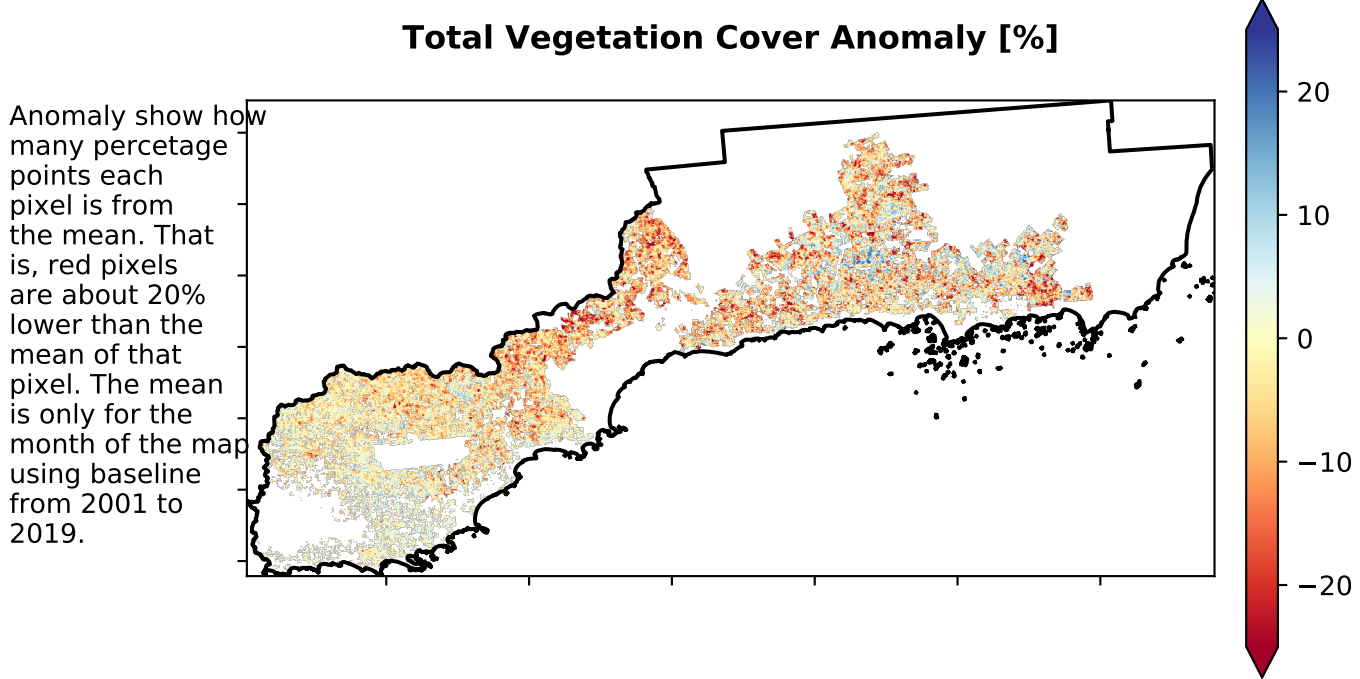 Total Vegetation Cover Anomaly [%]
Anomaly show how
many percetage
points each
pixel is from
the mean. That
is, red pixels
are about 20%
lower than the
mean of that
pixel. The mean
is only for the
month of the map
using baseline
from 2001 to
2019.
20
10
0
−10
−20